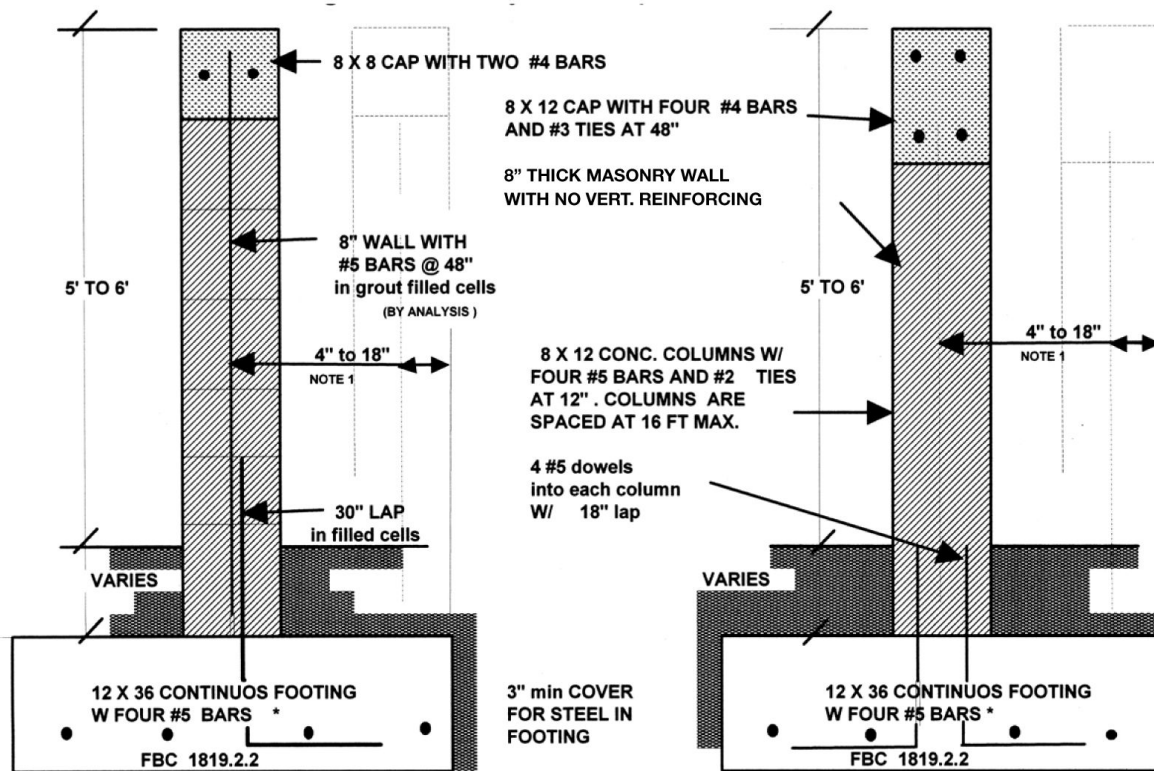 8 X 8 CAP WITH TWO #4 BARS
8" WALL WITH
#5 BARS @ 48"
in grout filled cells
(BY ANALYSIS )
5' TO 6'
4" to 18"
NOTE 1
30" LAP
in filled cells
VARIES
12 X 36 CONTINUOS FOOTING
W FOUR #5 BARS *
FBC 1819.2.2
3" min COVER
FOR STEEL IN
FOOTING
8 X 12 CAP WITH FOUR #4 BARS
AND #3 TIES AT 48"
8” THICK MASONRY WALL
WITH NO VERT. REINFORCING
5' TO 6'
4" to 18"
NOTE 1
8 X 12 CONC. COLUMNS W/
FOUR #5 BARS AND #2 TIES
AT 12" . COLUMNS ARE
SPACED AT 16 FT MAX.
4 #5 dowels
into each column
W/ 18" lap
VARIES
12 X 36 CONTINUOS FOOTING
W FOUR #5 BARS *
FBC 1819.2.2